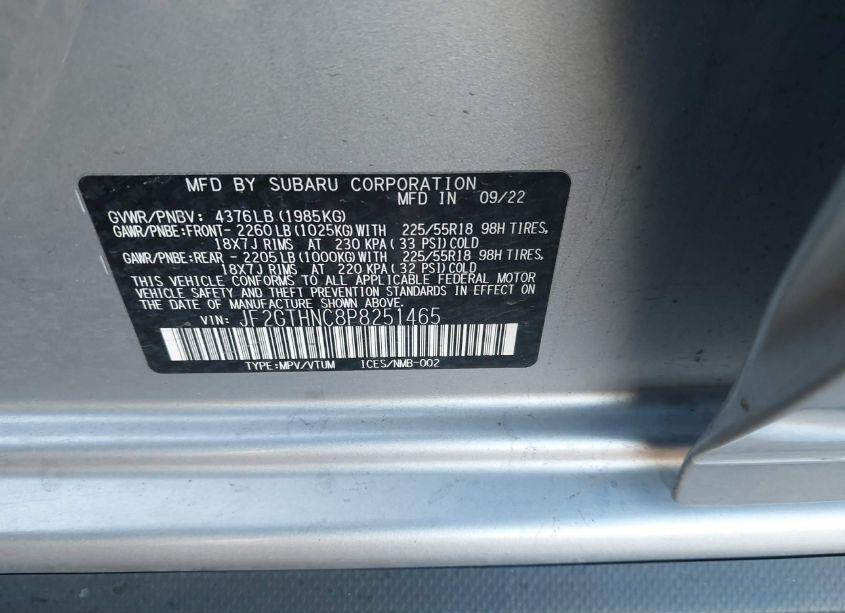 MFD BY SUBARU CORPORATION
MFD IN 09/22
GVWR/PNBV: 4376LB(1985KG)
GAWR/PNBE:FRONT- 2260LB(1025KG)WITH 225/55R18 98H TIRES,
18X7J RIMS AT 230 KPA( 33 PSI)COLD
GAWR/PNBE:REAR - 2205LB(1000KG)WITH 225/55R18 98H TIRES,
18X7J RIMS AT 220 KPA( 32 PSI)COLD
THIS VEHICLE CONFORMS TO ALL APPLICABLE FEDERAL MOTOR
VEHICLE SAFETY AND THEFT PREVENTION STANDARDS IN EFFECT ON
THE DATE OF MANUFACTURE SHOWN ABOVE.
VIN: JF2GTHNC8P8251465
TYPE:MPV/VTUM ICES/NMB-002